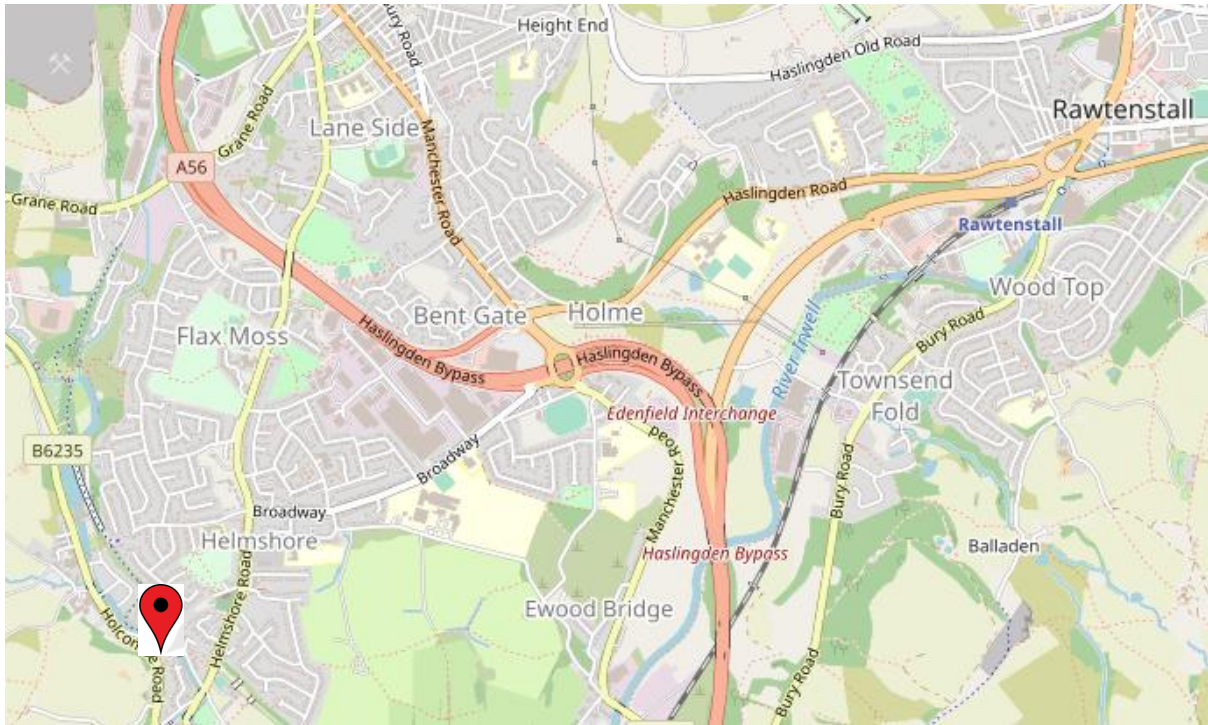 Height End
Bury Road
Haslingden Old Road
Rawtenstall
Grane Road
Lane Side
A56
Manchester Road
Haslingden Road
Grane Road
Rawtenstall
Wood Top
Bent Gate
Holme
River Irwell
Bury Road
Flax Moss
Haslingden Bypass
Haslingden Bypass
Townsend
Fold
Edenfield Interchange
B6235
Broadway
Manchester Road
Bury Road
Broadway
Helmshore
Haslingden Bypass
Balladen
Ewood Bridge
Helmshore Road
Holcombe Road
Bury Road